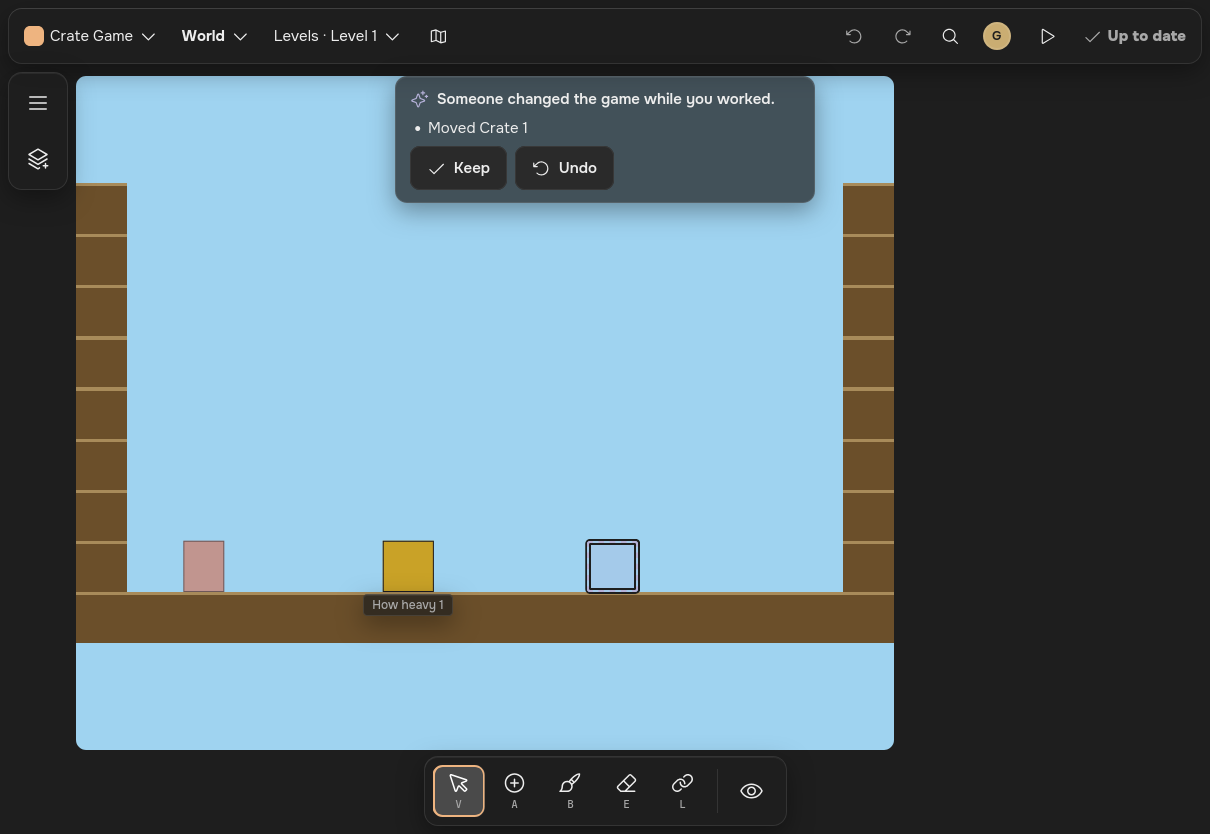 Crate Game
World
Levels · Level 1
G
Up to date
Someone changed the game while you worked.
• Moved Crate 1
Keep
Undo
How heavy 1
V
A
B
E
L